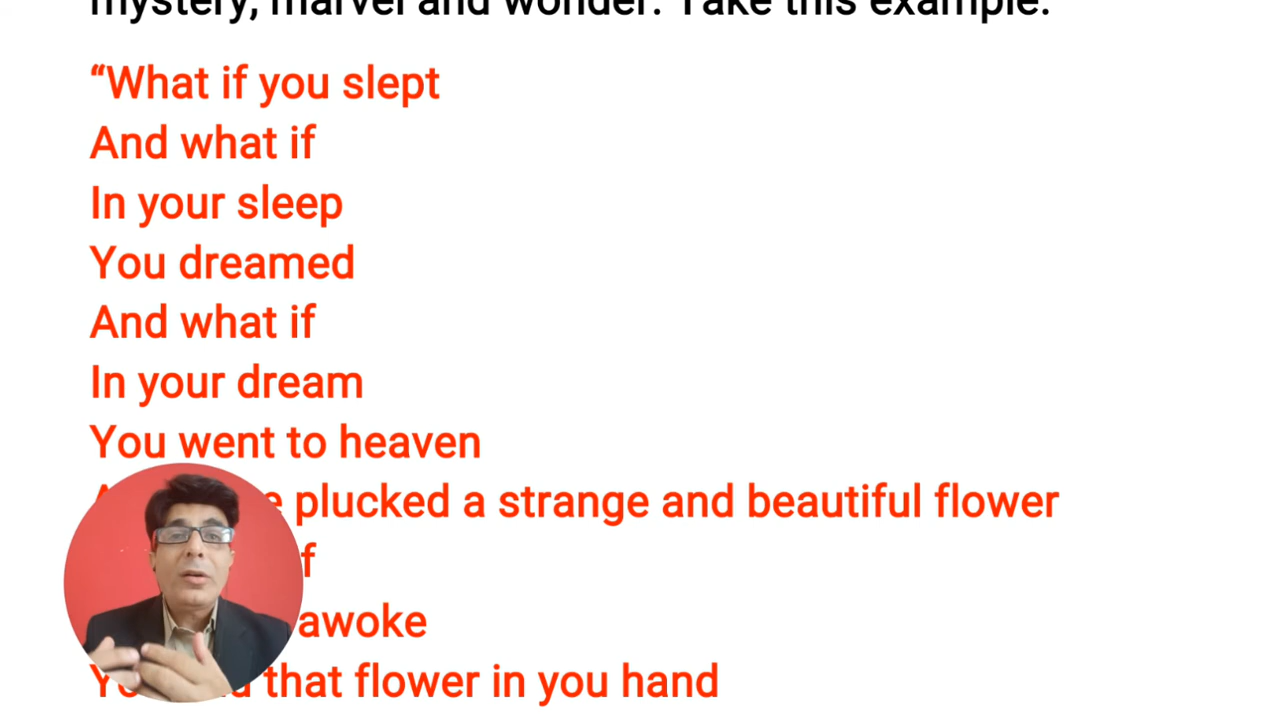 mystery, marvel and wonder. Take this example.
“What if you slept
And what if
In your sleep
You dreamed
And what if
In your dream
You went to heaven
plucked a strange and beautiful flower
awoke
that flower in you hand